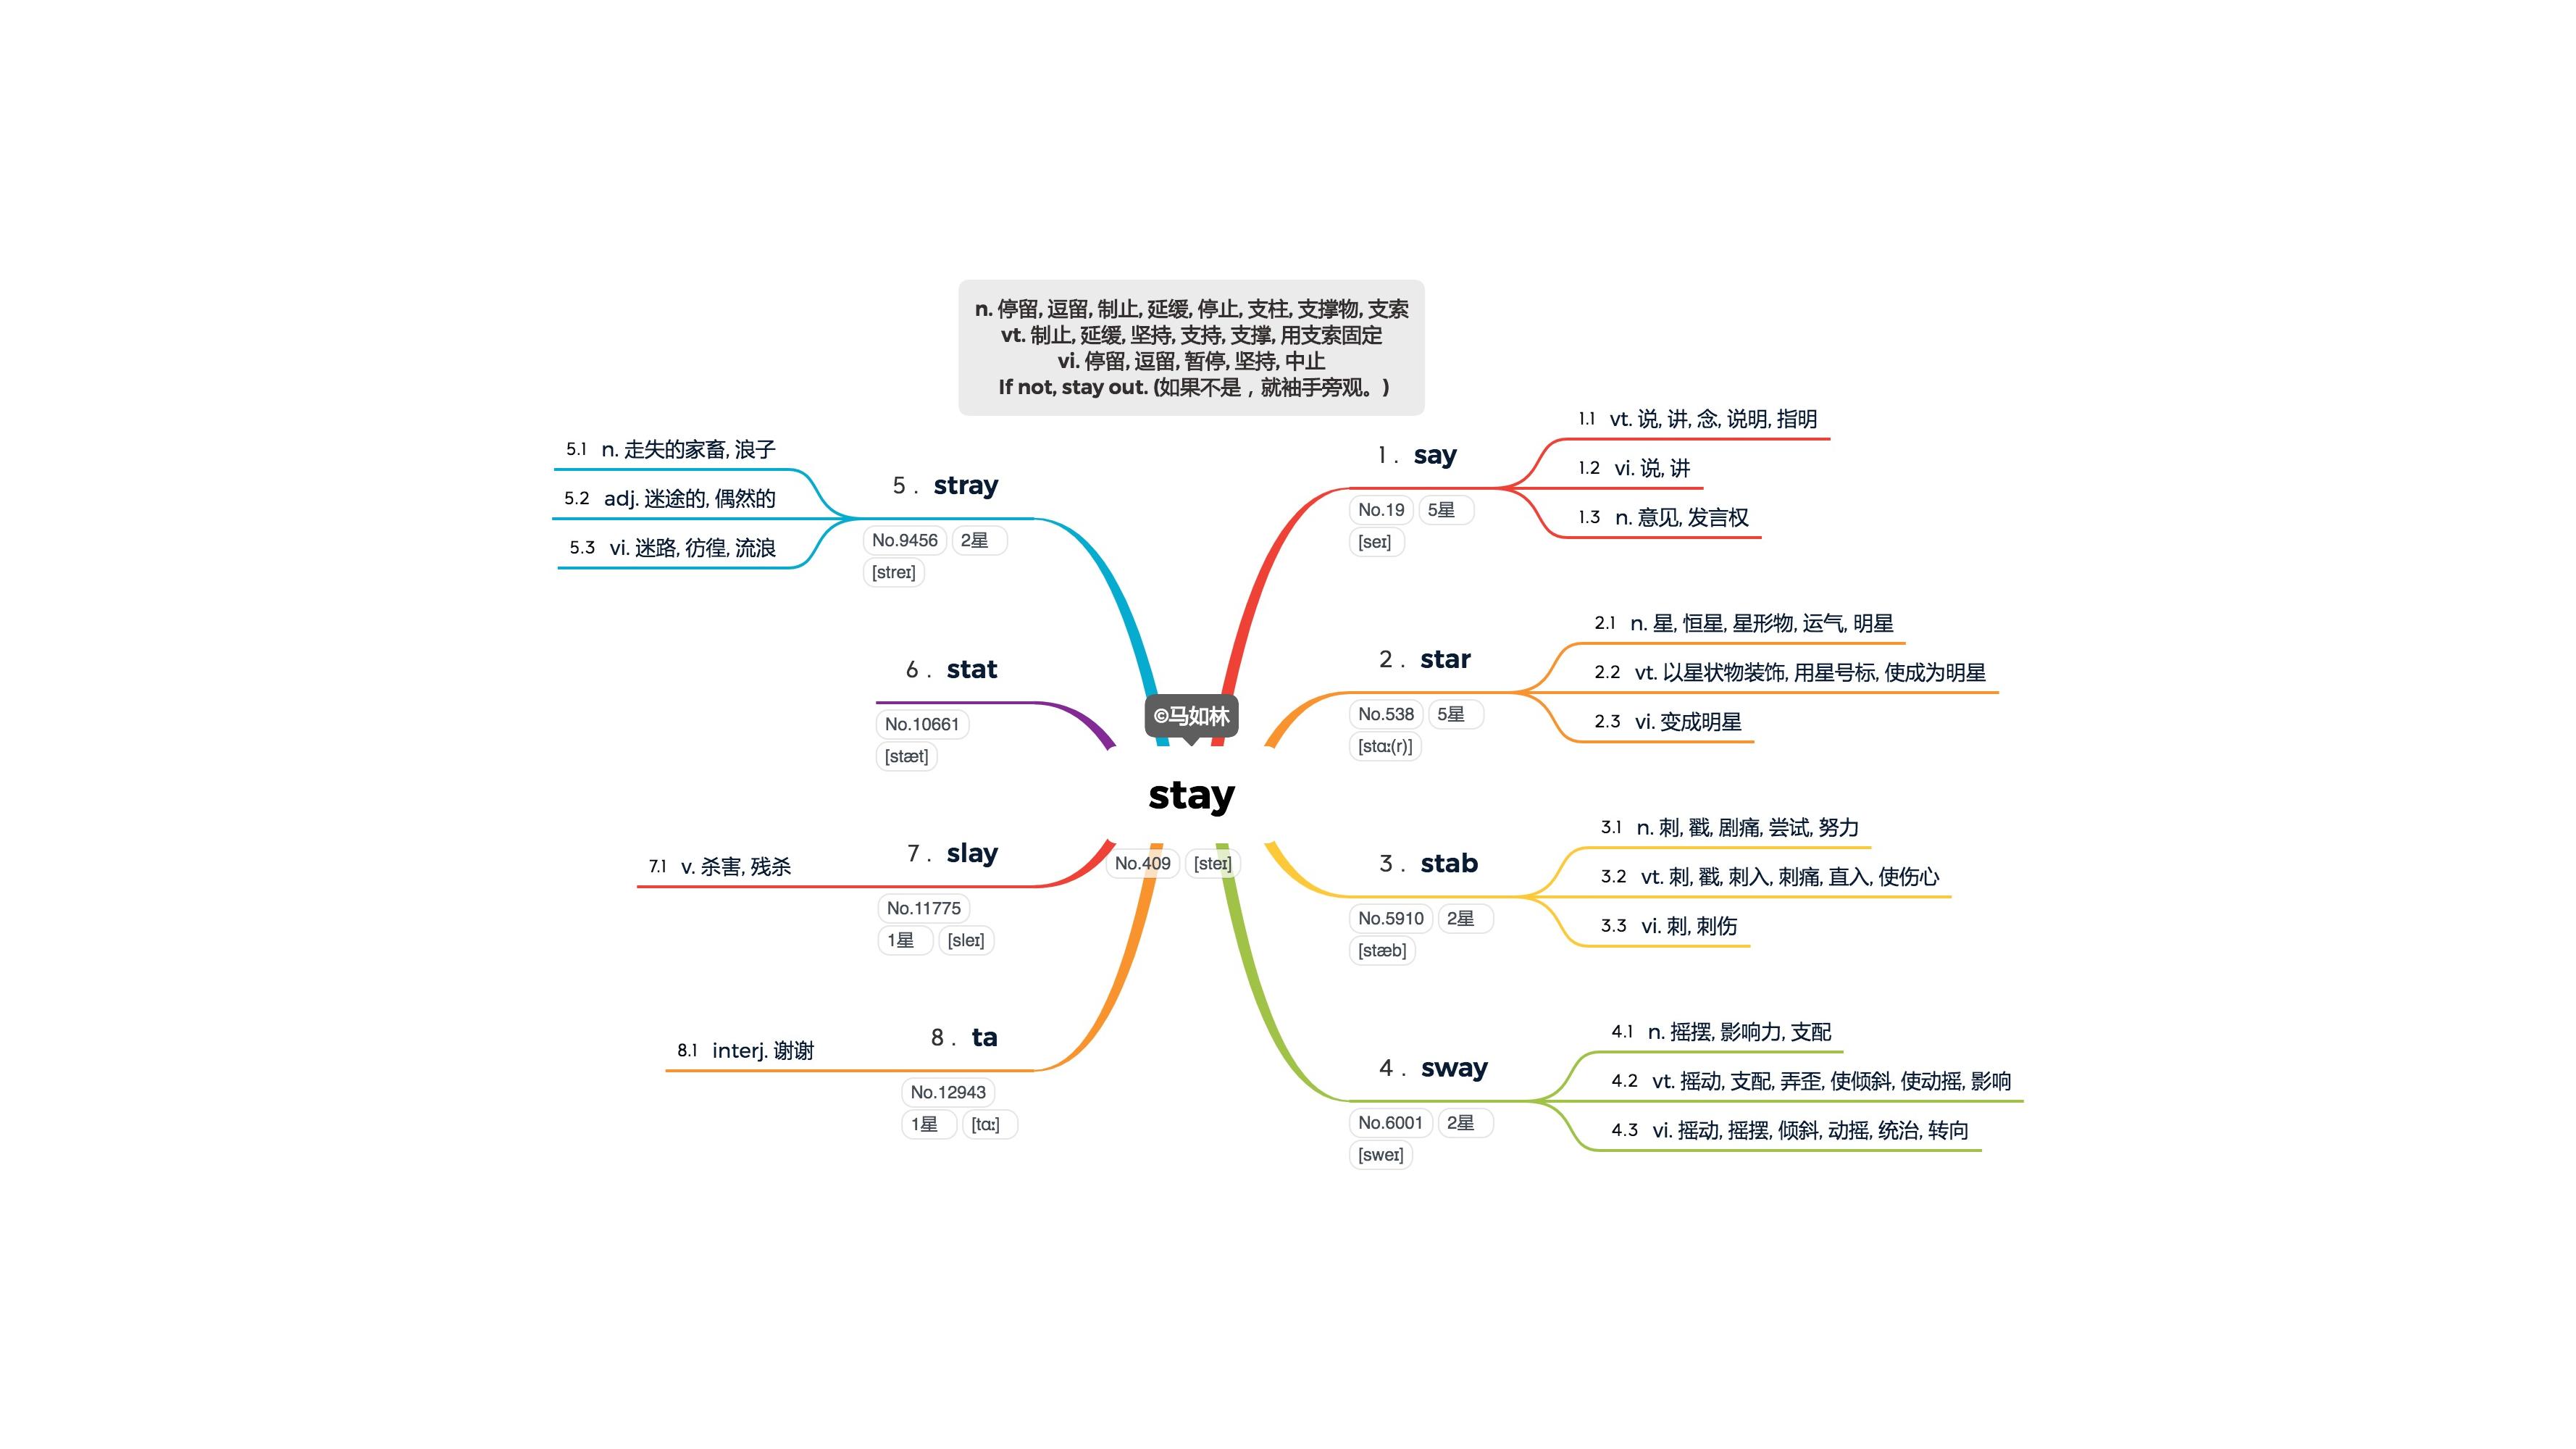 n. 停留, 逗留, 制止, 延缓, 停止, 支柱, 支撑物, 支索
vt. 制止, 延缓, 坚持, 支持, 支撑, 用支索固定
vi. 停留, 逗留, 暂停, 坚持, 中止
If not, stay out. (如果不是，就袖手旁观。)
©马如林
stay
No.409 [steɪ]
1. say
No.19 5星
[seɪ]
1.1 vt. 说, 讲, 念, 说明, 指明
1.2 vi. 说, 讲
1.3 n. 意见, 发言权
2. star
No.538 5星
[stɑː(r)]
2.1 n. 星, 恒星, 星形物, 运气, 明星
2.2 vt. 以星状物装饰, 用星号标, 使成为明星
2.3 vi. 变成明星
3. stab
No.5910 2星
[stæb]
3.1 n. 刺, 戳, 剧痛, 尝试, 努力
3.2 vt. 刺, 戳, 刺入, 刺痛, 直入, 使伤心
3.3 vi. 刺, 刺伤
4. sway
No.6001 2星
[sweɪ]
4.1 n. 摇摆, 影响力, 支配
4.2 vt. 摇动, 支配, 弄歪, 使倾斜, 使动摇, 影响
4.3 vi. 摇动, 摇摆, 倾斜, 动摇, 统治, 转向
5. stray
No.9456 2星
[streɪ]
5.1 n. 走失的家畜, 浪子
5.2 adj. 迷途的, 偶然的
5.3 vi. 迷路, 彷徨, 流浪
6. stat
No.10661
[stæt]
7. slay
No.11775
1星 [sleɪ]
7.1 v. 杀害, 残杀
8. ta
No.12943
1星 [tɑː]
8.1 interj. 谢谢